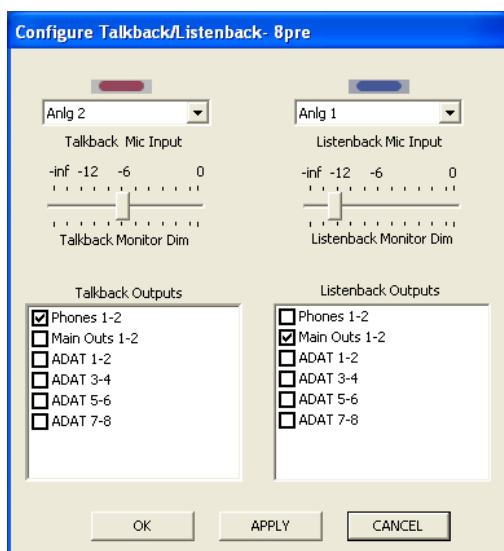 Configure Talkback/Listenback- 8pre
Anlg 2
Talkback Mic Input
-inf -12 -6 0
Talkback Monitor Dim
Anlg 1
Listenback Mic Input
-inf -12 -6 0
Listenback Monitor Dim
Talkback Outputs
Phones 1-2
Main Outs 1-2
ADAT 1-2
ADAT 3-4
ADAT 5-6
ADAT 7-8
Listenback Outputs
Phones 1-2
Main Outs 1-2
ADAT 1-2
ADAT 3-4
ADAT 5-6
ADAT 7-8
OK
APPLY
CANCEL